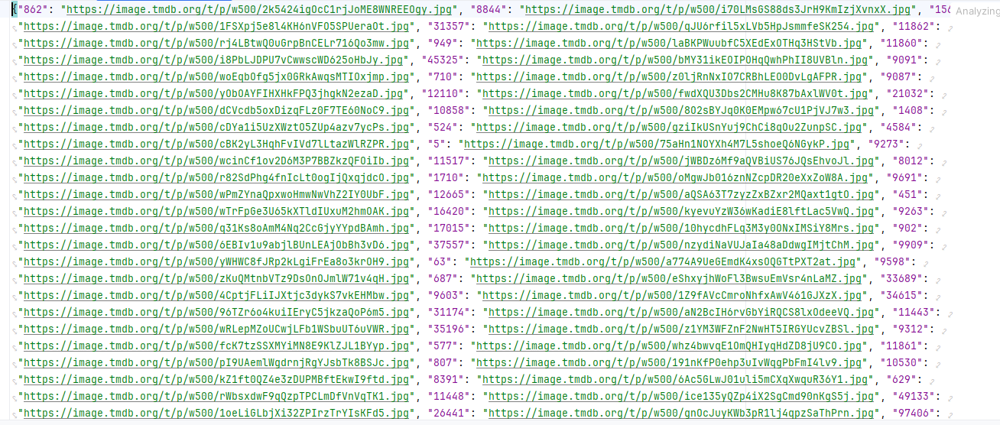 {"862": "https://image.tmdb.org/t/p/w500/2k5424igOcC1rjJoME8WNREEOgy.jpg", "8844": "https://image.tmdb.org/t/p/w500/i70LMsGS88ds3JrH9KmIzjXvnxX.jpg", "156 Analyzing
"https://image.tmdb.org/t/p/w500/1FSXpj5e8l4KH6nVFO5SPUeraOt.jpg", "31357": "https://image.tmdb.org/t/p/w500/qJU6rfil5xLVb5HpJsmmfeSK254.jpg", "11862":
"https://image.tmdb.org/t/p/w500/rj4LBtwQ0uGrpBnCELr716Qo3mw.jpg", "949": "https://image.tmdb.org/t/p/w500/laBKPWuubfC5XEdExOTHq3HStVb.jpg", "11860":
"https://image.tmdb.org/t/p/w500/i8PbLJDPU7vCwwscWD625oHbJy.jpg", "45325": "https://image.tmdb.org/t/p/w500/bMY31ikEOIPOHqQwhPhII8UVBln.jpg", "9091":
"https://image.tmdb.org/t/p/w500/woEqbOfg5jx0GRkAwqsMTIOxjmp.jpg", "710": "https://image.tmdb.org/t/p/w500/z0ljRnNxIO7CRBhLEO0DvLgAFPR.jpg", "9087":
"https://image.tmdb.org/t/p/w500/yObOAYFIHXHkFPQ3jhqkN2ezaD.jpg", "12110": "https://image.tmdb.org/t/p/w500/fwdXQU3Dbs2CMHu8K87bAxlWV0t.jpg", "21032":
"https://image.tmdb.org/t/p/w500/dCVcdb5oxDizqFLz0F7TE60NoC9.jpg", "10858": "https://image.tmdb.org/t/p/w500/8O2sBYJq0K0EMpw67cU1PjVJ7w3.jpg", "1408":
"https://image.tmdb.org/t/p/w500/cDYa1i5UzXWztO5ZUp4azv7ycPs.jpg", "524": "https://image.tmdb.org/t/p/w500/gziIkUSnYuj9ChCi8qOu2ZunpSC.jpg", "4584":
"https://image.tmdb.org/t/p/w500/cBK2yL3HqhFvIVd7lLtazWlRZPR.jpg", "5": "https://image.tmdb.org/t/p/w500/75aHn1NOYXh4M7L5shoeQ6NGykP.jpg", "9273":
"https://image.tmdb.org/t/p/w500/wcinCf1ov2D6M3P7BBZkzQFOiIb.jpg", "11517": "https://image.tmdb.org/t/p/w500/jWBDz6Mf9aQVBiUS76JQsEhvoJl.jpg", "8012":
"https://image.tmdb.org/t/p/w500/r82SdPhg4fnIcLt0ogIjQxqjdcO.jpg", "1710": "https://image.tmdb.org/t/p/w500/oMgwJb016znNZcpDR20eXxZoW8A.jpg", "9691":
"https://image.tmdb.org/t/p/w500/wPmZYnaQpxwoHmwNwVhZ2IY0UbF.jpg", "12665": "https://image.tmdb.org/t/p/w500/aQSA63T7zyzZxBZxr2MQaxt1gtO.jpg", "451":
"https://image.tmdb.org/t/p/w500/wTrFpGe3U65kXTldIUxuM2hmOAK.jpg", "16420": "https://image.tmdb.org/t/p/w500/kyevuYzW36wKadiE8lftLac5VwQ.jpg", "9263":
"https://image.tmdb.org/t/p/w500/q31Ks8oAmM4Nq2CcGjyYYpdBAmh.jpg", "17015": "https://image.tmdb.org/t/p/w500/10hycdhFLq3M3y0ONxIMSiY8Mrs.jpg", "902":
"https://image.tmdb.org/t/p/w500/6EBIv1u9abjlBUnLEAjObBh3vD6.jpg", "37557": "https://image.tmdb.org/t/p/w500/nzydiNaVUJaIa48aDdwgIMjtChM.jpg", "9909":
"https://image.tmdb.org/t/p/w500/yWHWC8fJRp2kLgiFrEa8o3krOH9.jpg", "63": "https://image.tmdb.org/t/p/w500/a774A9UeGEmdK4xsOQGTtPXT2at.jpg", "9598":
"https://image.tmdb.org/t/p/w500/zKuQMtnbVTz9DsOnOJmlW71v4qH.jpg", "687": "https://image.tmdb.org/t/p/w500/eShxyjhWoFl3BwsuEmVsr4nLaMZ.jpg", "33689":
"https://image.tmdb.org/t/p/w500/4CptjFLiIJXtjc3dykS7vkEHMbw.jpg", "9603": "https://image.tmdb.org/t/p/w500/1Z9fAVcCmroNhfxAwV461GJXzX.jpg", "34615":
"https://image.tmdb.org/t/p/w500/96TZr6o4kuiIEryC5jkzaQoP6m5.jpg", "31174": "https://image.tmdb.org/t/p/w500/aN2BcIH6rvGbYiRQCS8lxOdeeVQ.jpg", "11443":
"https://image.tmdb.org/t/p/w500/wRLepMZoUCwjLFb1WSbuUT6uVWR.jpg", "35196": "https://image.tmdb.org/t/p/w500/z1YM3WFZnF2NwHT5IRGYUcvZBSl.jpg", "9312":
"https://image.tmdb.org/t/p/w500/fcK7tzSSXMYiMN8E9KlZJL1BYyp.jpg", "577": "https://image.tmdb.org/t/p/w500/whz4bwvqE1OmQHIyqHdZD8jU9CO.jpg", "11861":
"https://image.tmdb.org/t/p/w500/pI9UAemlWgdrnjRgYJsbTk8BSJc.jpg", "807": "https://image.tmdb.org/t/p/w500/191nKfP0ehp3uIvWqgPbFmI4lv9.jpg", "10530":
"https://image.tmdb.org/t/p/w500/kZ1ft0QZ4e3zDUPMBftEkwI9ftd.jpg", "8391": "https://image.tmdb.org/t/p/w500/6Ac5GLwJ01uli5mCXqXwquR36Y1.jpg", "629":
"https://image.tmdb.org/t/p/w500/rWbsxdwF9qQzpTPCLmDfVnVqTK1.jpg", "11448": "https://image.tmdb.org/t/p/w500/ice135yQZp4iX2SgCmd90nKgS5j.jpg", "49133":
"https://image.tmdb.org/t/p/w500/1oeLiGLbjXi32ZPIrzTrYIsKFd5.jpg", "26441": "https://image.tmdb.org/t/p/w500/gnOcJuyKWb3pR1lj4qpzSaThPrn.jpg", "97406":